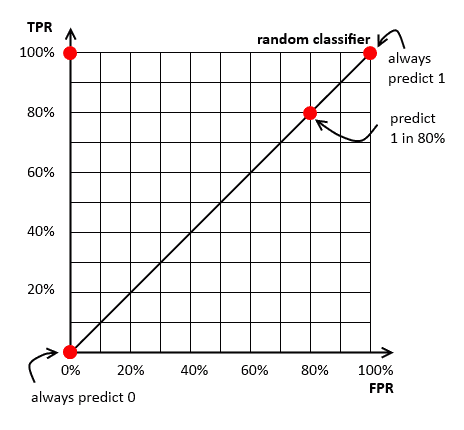 TPR
random classifier
100%
always
predict 1
80%
predict
1 in 80%
60%
40%
20%
0%
20%
40%
60%
80%
100%
FPR
always predict 0